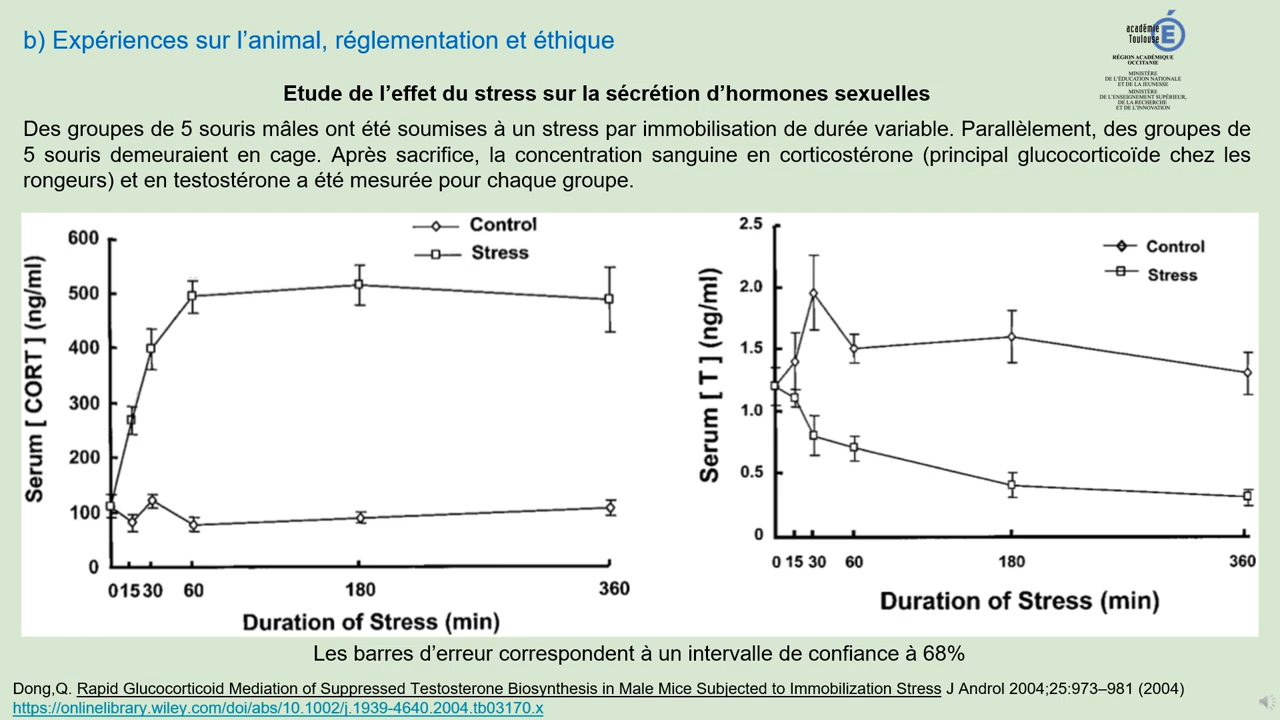 b) Expériences sur l’animal, réglementation et éthique
académie
Toulouse
RÉGION ACADÉMIQUE
OCCITANIE
MINISTÈRE
DE L'ÉDUCATION NATIONALE
ET DE LA JEUNESSE
MINISTÈRE
DE L'ENSEIGNEMENT SUPÉRIEUR,
DE LA RECHERCHE
ET DE L'INNOVATION
Etude de l’effet du stress sur la sécrétion d’hormones sexuelles
Des groupes de 5 souris mâles ont été soumises à un stress par immobilisation de durée variable. Parallèlement, des groupes de
5 souris demeuraient en cage. Après sacrifice, la concentration sanguine en corticostérone (principal glucocorticoïde chez les
rongeurs) et en testostérone a été mesurée pour chaque groupe.
Control
Stress
600
500
400
300
200
100
0
Serum [ CORT ] (ng/ml)
0 15 30 60 180 360
Duration of Stress (min)
Control
Stress
2.5
2.0
1.5
1.0
0.5
0
Serum [ T ] (ng/ml)
0 15 30 60 180 360
Duration of Stress (min)
Les barres d’erreur correspondent à un intervalle de confiance à 68%
Dong,Q. Rapid Glucocorticoid Mediation of Suppressed Testosterone Biosynthesis in Male Mice Subjected to Immobilization Stress J Androl 2004;25:973–981 (2004)
https://onlinelibrary.wiley.com/doi/abs/10.1002/j.1939-4640.2004.tb03170.x